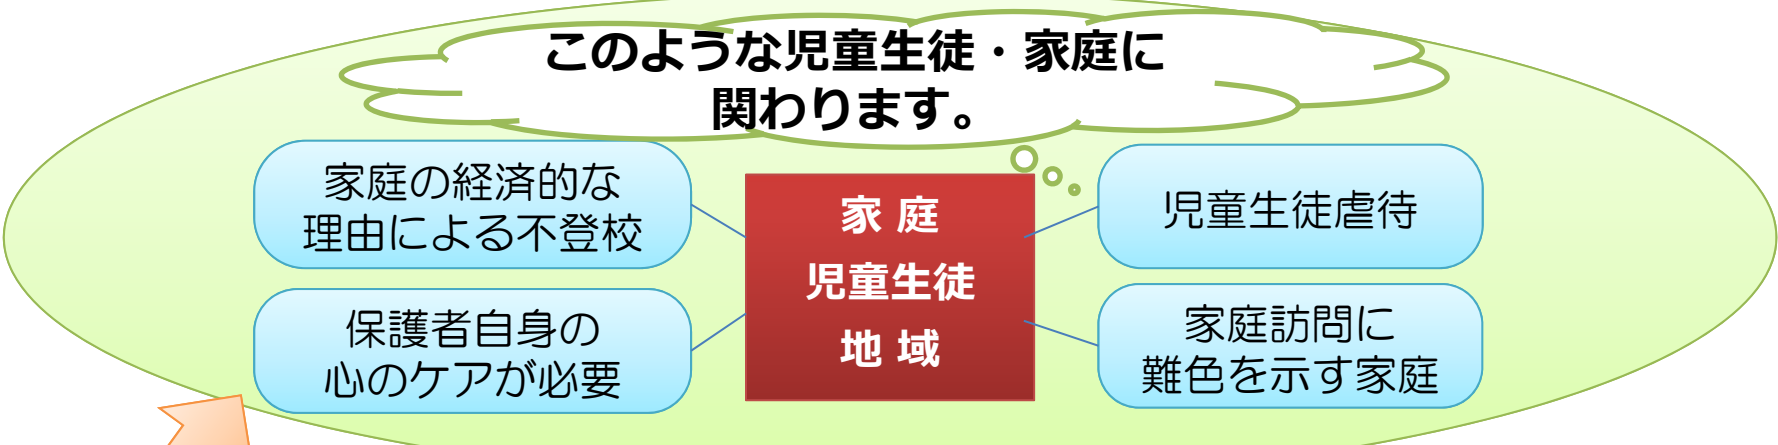 このような児童生徒・家庭に
関わります。
家庭の経済的な
理由による不登校
保護者自身の
心のケアが必要
家 庭
児童生徒
地 域
児童生徒虐待
家庭訪問に
難色を示す家庭